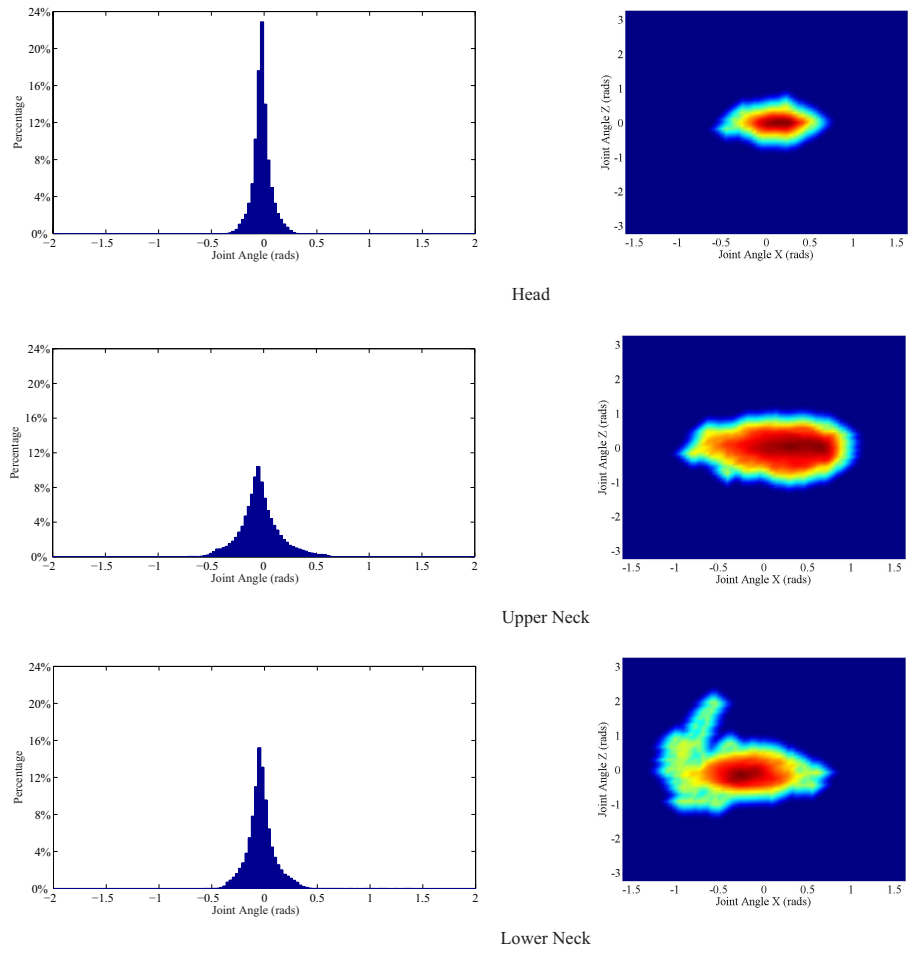 24%
20%
16%
12%
8%
4%
0%
Percentage
−2 −1.5 −1 −0.5 0 0.5 1 1.5 2
Joint Angle (rads)
3
2
1
0
-1
-2
-3
Joint Angle Z (rads)
-1.5 -1 -0.5 0 0.5 1 1.5
Joint Angle X (rads)
Head
24%
20%
16%
12%
8%
4%
0%
Percentage
−2 −1.5 −1 −0.5 0 0.5 1 1.5 2
Joint Angle (rads)
3
2
1
0
-1
-2
-3
Joint Angle Z (rads)
-1.5 -1 -0.5 0 0.5 1 1.5
Joint Angle X (rads)
Upper Neck
24%
20%
16%
12%
8%
4%
0%
Percentage
−2 −1.5 −1 −0.5 0 0.5 1 1.5 2
Joint Angle (rads)
3
2
1
0
-1
-2
-3
Joint Angle Z (rads)
-1.5 -1 -0.5 0 0.5 1 1.5
Joint Angle X (rads)
Lower Neck